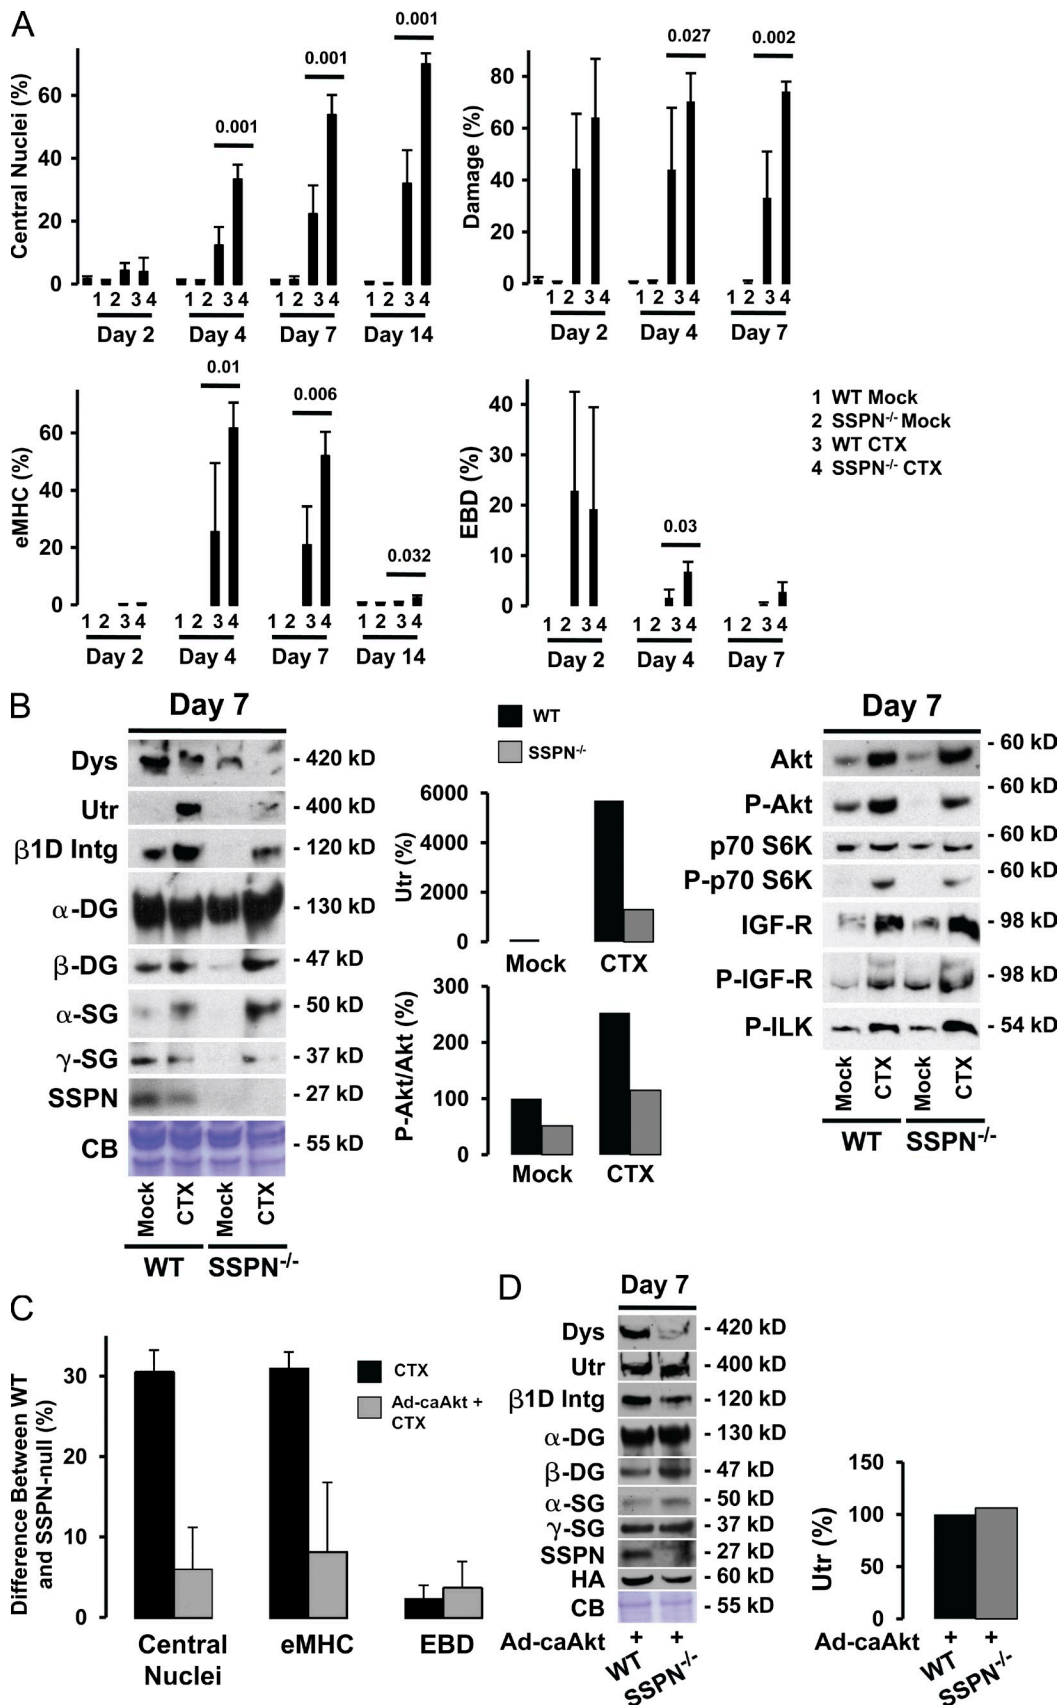 A
Central Nuclei (%)
60
40
20
0
0.001
0.001
0.001
1 2 3 4 1 2 3 4 1 2 3 4 1 2 3 4
Day 2 Day 4 Day 7 Day 14
Damage (%)
80
60
40
20
0
0.027
0.002
1 2 3 4 1 2 3 4 1 2 3 4
Day 2 Day 4 Day 7
eMHC (%)
60
40
20
0
0.01
0.006
0.032
1 2 3 4 1 2 3 4 1 2 3 4 1 2 3 4
Day 2 Day 4 Day 7 Day 14
EBD (%)
40
30
20
10
0
0.03
1 2 3 4 1 2 3 4 1 2 3 4
Day 2 Day 4 Day 7
1 WT Mock
2 SSPN-/- Mock
3 WT CTX
4 SSPN-/- CTX
B
Day 7
Dys - 420 kD
Utr - 400 kD
β1D Intg - 120 kD
α-DG - 130 kD
β-DG - 47 kD
α-SG - 50 kD
γ-SG - 37 kD
SSPN - 27 kD
CB - 55 kD
Mock CTX Mock CTX
WT SSPN-/-
WT
SSPN-/-
Utr (%)
6000
4000
2000
0
Mock CTX
P-Akt/Akt (%)
300
200
100
0
Mock CTX
Day 7
Akt - 60 kD
P-Akt - 60 kD
p70 S6K - 60 kD
P-p70 S6K - 60 kD
IGF-R - 98 kD
P-IGF-R - 98 kD
P-ILK - 54 kD
Mock CTX Mock CTX
WT SSPN-/-
C
Difference Between WT
and SSPN-null (%)
30
20
10
0
CTX
Ad-caAkt +
CTX
Central
Nuclei
eMHC
EBD
D
Day 7
Dys - 420 kD
Utr - 400 kD
β1D Intg - 120 kD
α-DG - 130 kD
β-DG - 47 kD
α-SG - 50 kD
γ-SG - 37 kD
SSPN - 27 kD
HA - 60 kD
CB - 55 kD
Ad-caAkt + +
WT SSPN-/-
Utr (%)
150
100
50
0
Ad-caAkt + +
WT SSPN-/-